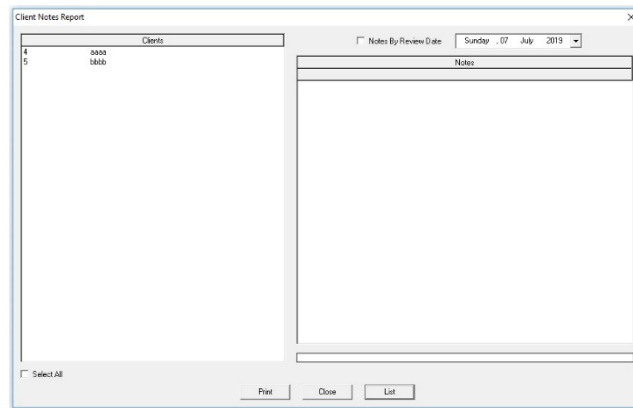 Client Notes Report
Clients
4 aaaa
5 bbbb
Select All
Notes By Review Date Sunday , 07 July 2019
Notes
Print Close List